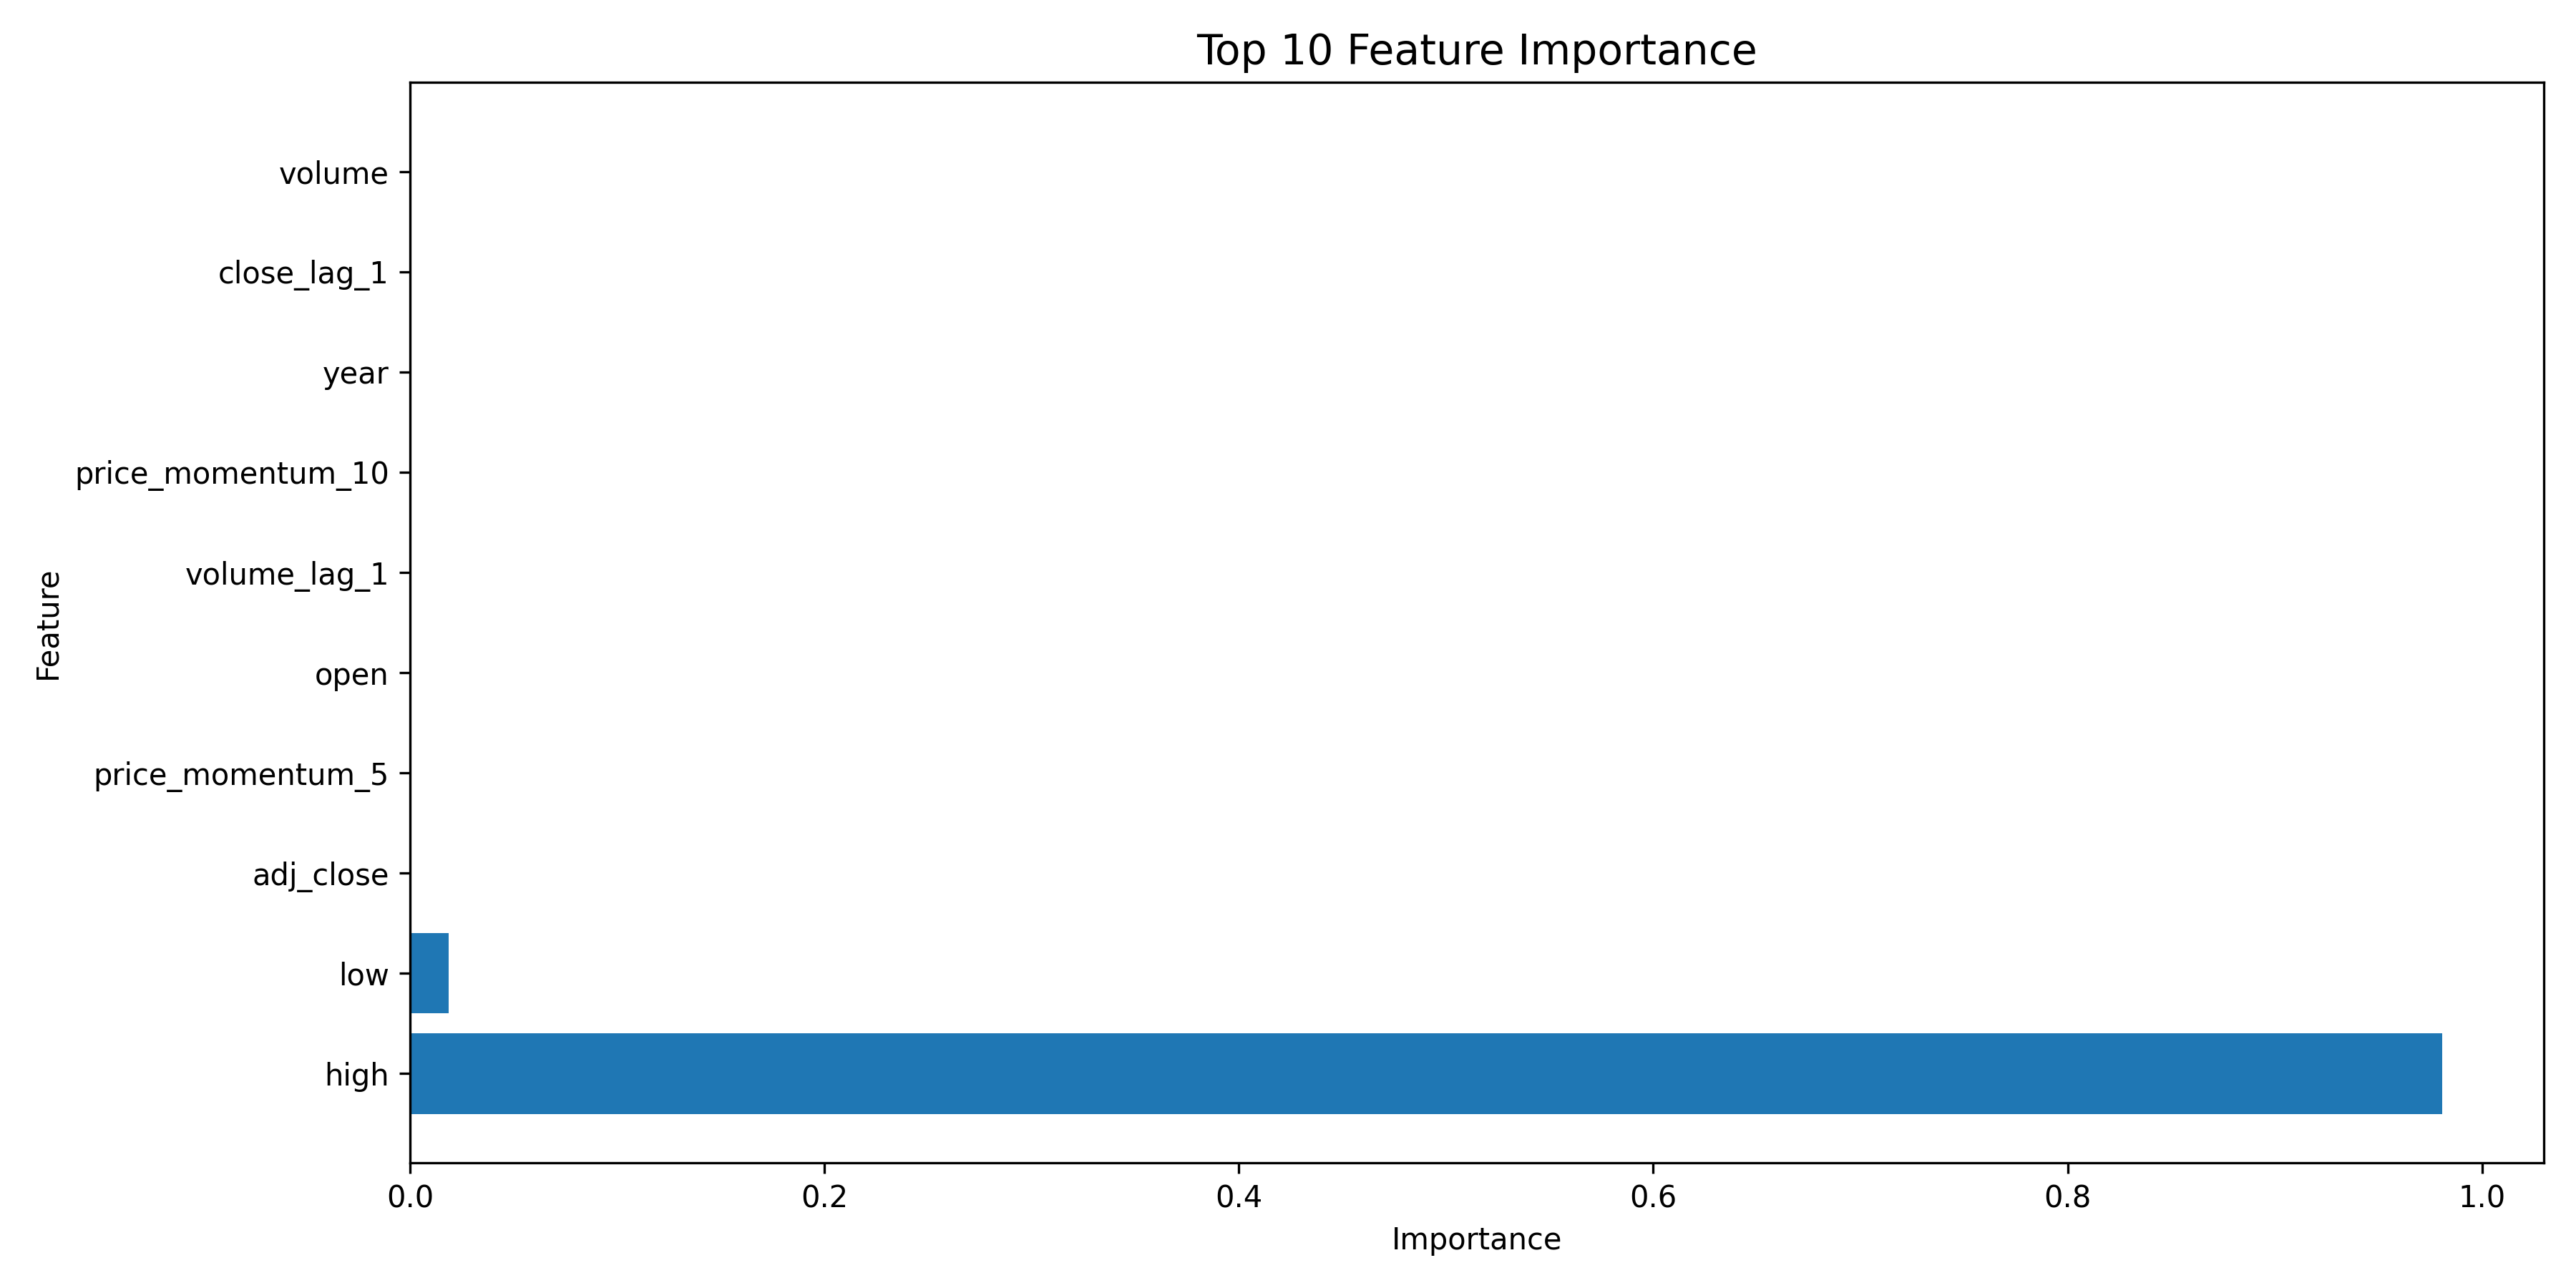 Top 10 Feature Importance
volume
close_lag_1
year
price_momentum_10
volume_lag_1
open
price_momentum_5
adj_close
low
high
Feature
0.0 0.2 0.4 0.6 0.8 1.0
Importance